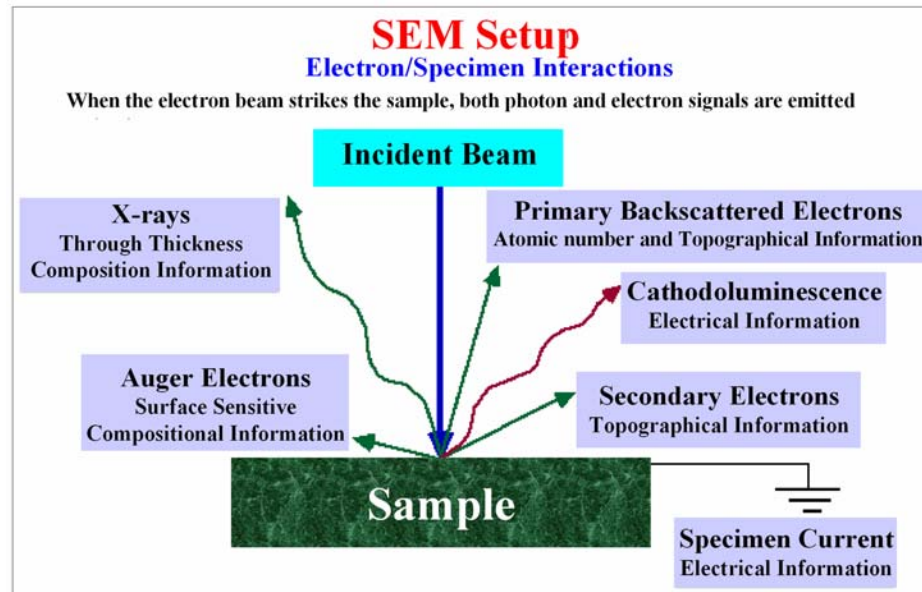 SEM Setup
Electron/Specimen Interactions
When the electron beam strikes the sample, both photon and electron signals are emitted
Incident Beam
X-rays
Through Thickness
Composition Information
Primary Backscattered Electrons
Atomic number and Topographical Information
Cathodoluminescence
Electrical Information
Auger Electrons
Surface Sensitive
Compositional Information
Secondary Electrons
Topographical Information
Sample
Specimen Current
Electrical Information